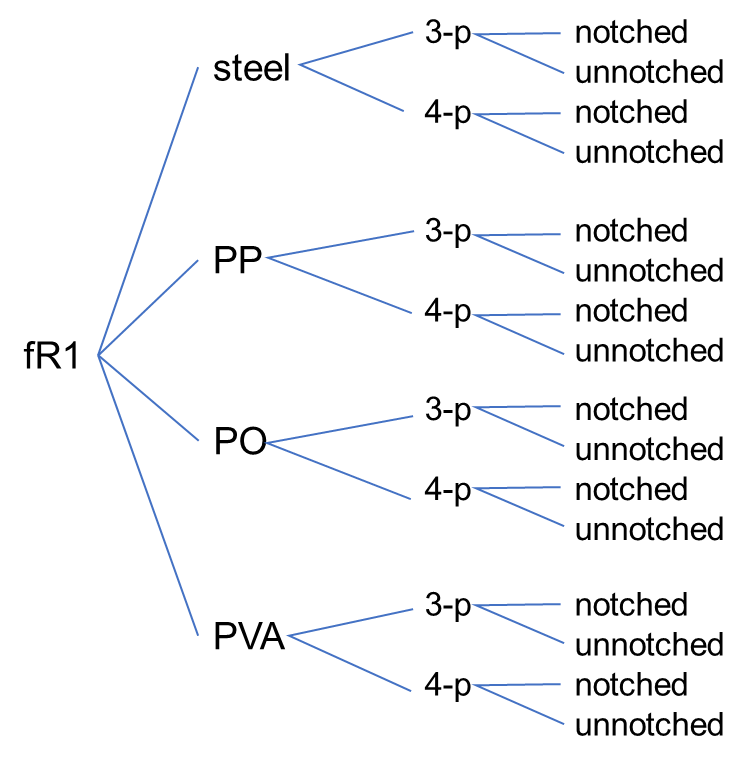 3-p notched
steel unnotched
4-p notched
unnotched
3-p notched
PP unnotched
4-p notched
unnotched
fR1
3-p notched
PO unnotched
4-p notched
unnotched
3-p notched
PVA unnotched
4-p notched
unnotched